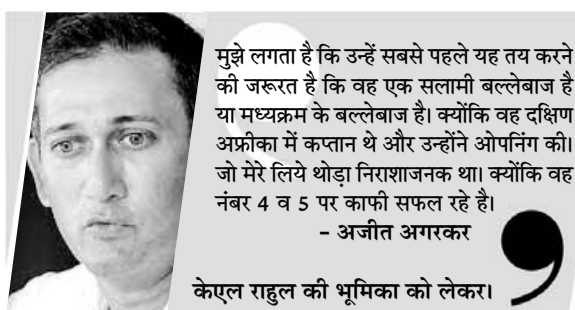 मुझे लगता है कि उन्हें सबसे पहले यह तय करने
की जरूरत है कि वह एक सलामी बल्लेबाज है
या मध्यक्रम के बल्लेबाज है। क्योंकि वह दक्षिण
अफ्रीका में कप्तान थे और उन्होंने ओपनिंग की।
जो मेरे लिये थोड़ा निराशाजनक था। क्योंकि वह
नंबर 4 व 5 पर काफी सफल रहे है।
– अजीत अगरकर
केएल राहुल की भूमिका को लेकर।